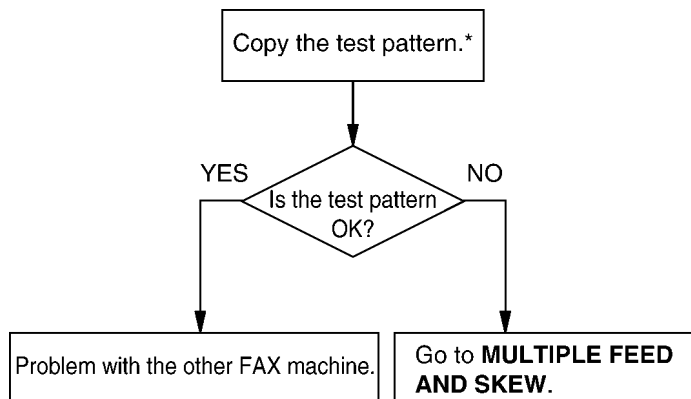 Copy the test pattern.*
YES
NO
Is the test pattern
OK?
Problem with the other FAX machine.
Go to MULTIPLE FEED
AND SKEW.